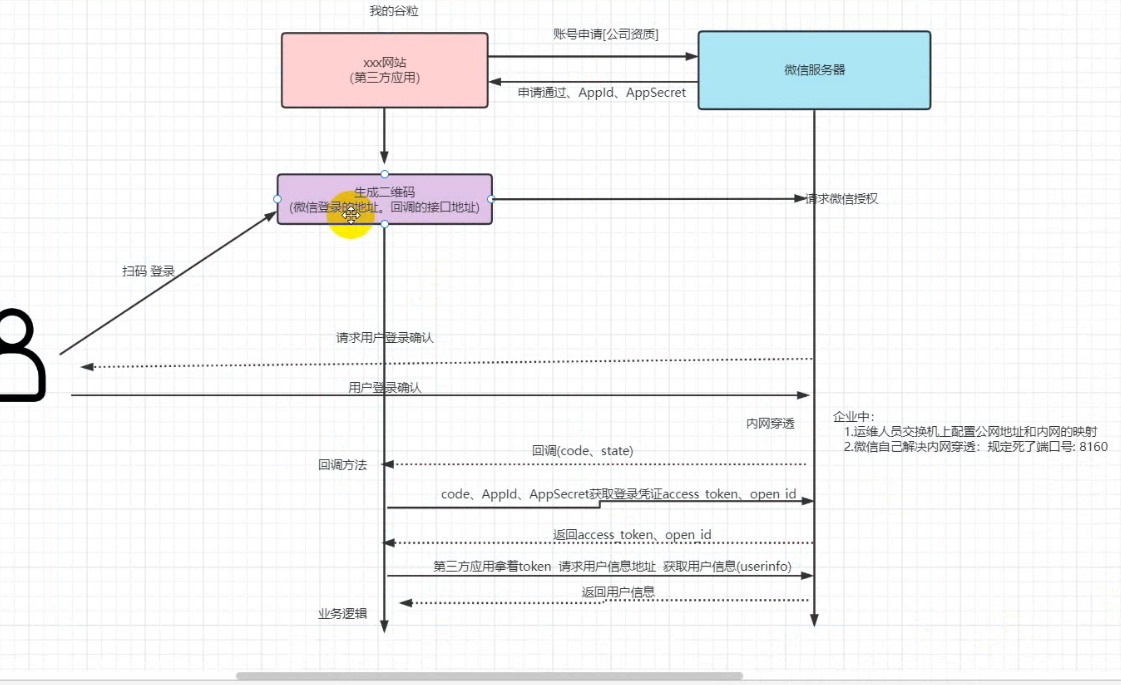 我的谷粒
账号申请[公司资质]
xxx网站
(第三方应用)
微信服务器
申请通过、AppId、AppSecret
生成二维码
(微信登录的地址。回调的接口地址)
请求微信授权
扫码 登录
请求用户登录确认
用户登录确认
内网穿透
企业中：
1.运维人员交换机上配置公网地址和内网的映射
2.微信自己解决内网穿透：规定死了端口号: 8160
回调(code、state)
回调方法
code、AppId、AppSecret获取登录凭证access_token、open_id
返回access_token、open_id
第三方应用拿着token 请求用户信息地址 获取用户信息(userinfo)
返回用户信息
业务逻辑